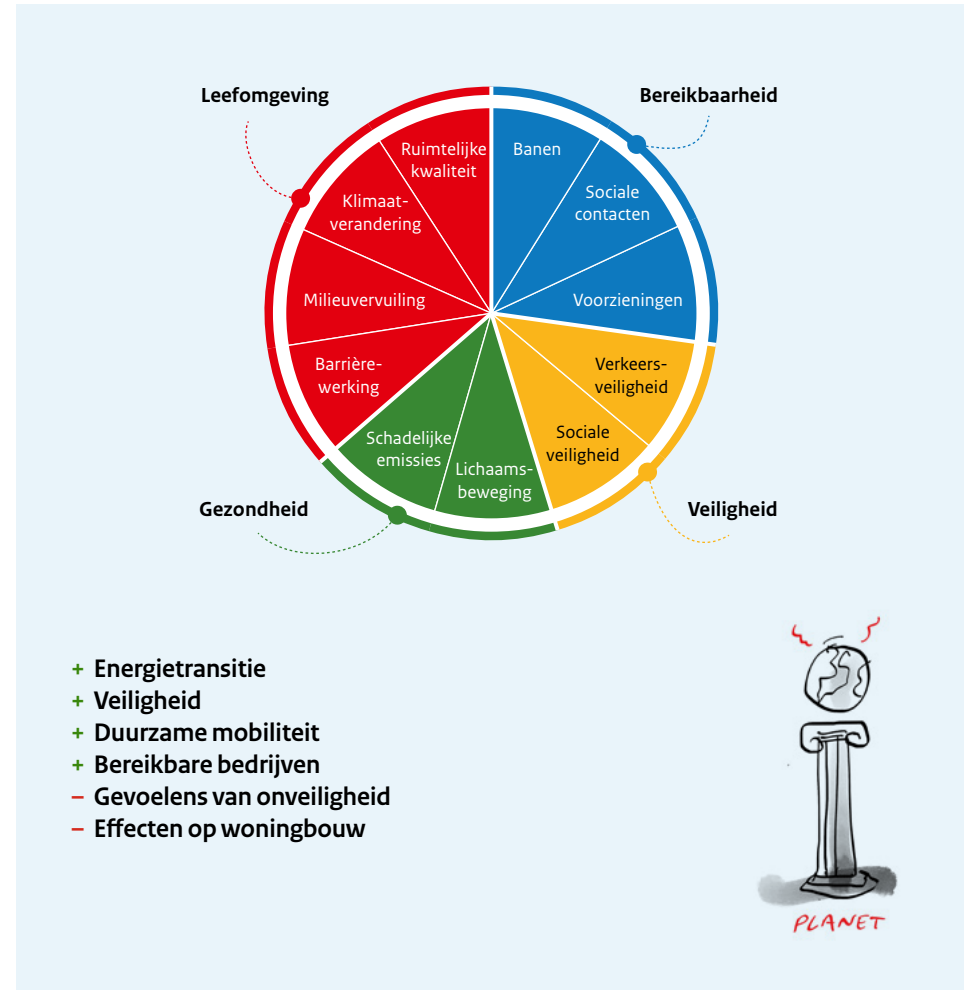 Leefomgeving
Bereikbaarheid
Ruimtelijke
kwaliteit
Banen
Klimaat-
verandering
Sociale
contacten
Milieuvervuiling
Voorzieningen
Barrière-
werking
Verkeers-
veiligheid
Schadelijke
emissies
Lichaams-
beweging
Sociale
veiligheid
Gezondheid
Veiligheid
+ Energietransitie
+ Veiligheid
+ Duurzame mobiliteit
+ Bereikbare bedrijven
– Gevoelens van onveiligheid
– Effecten op woningbouw
PLANET